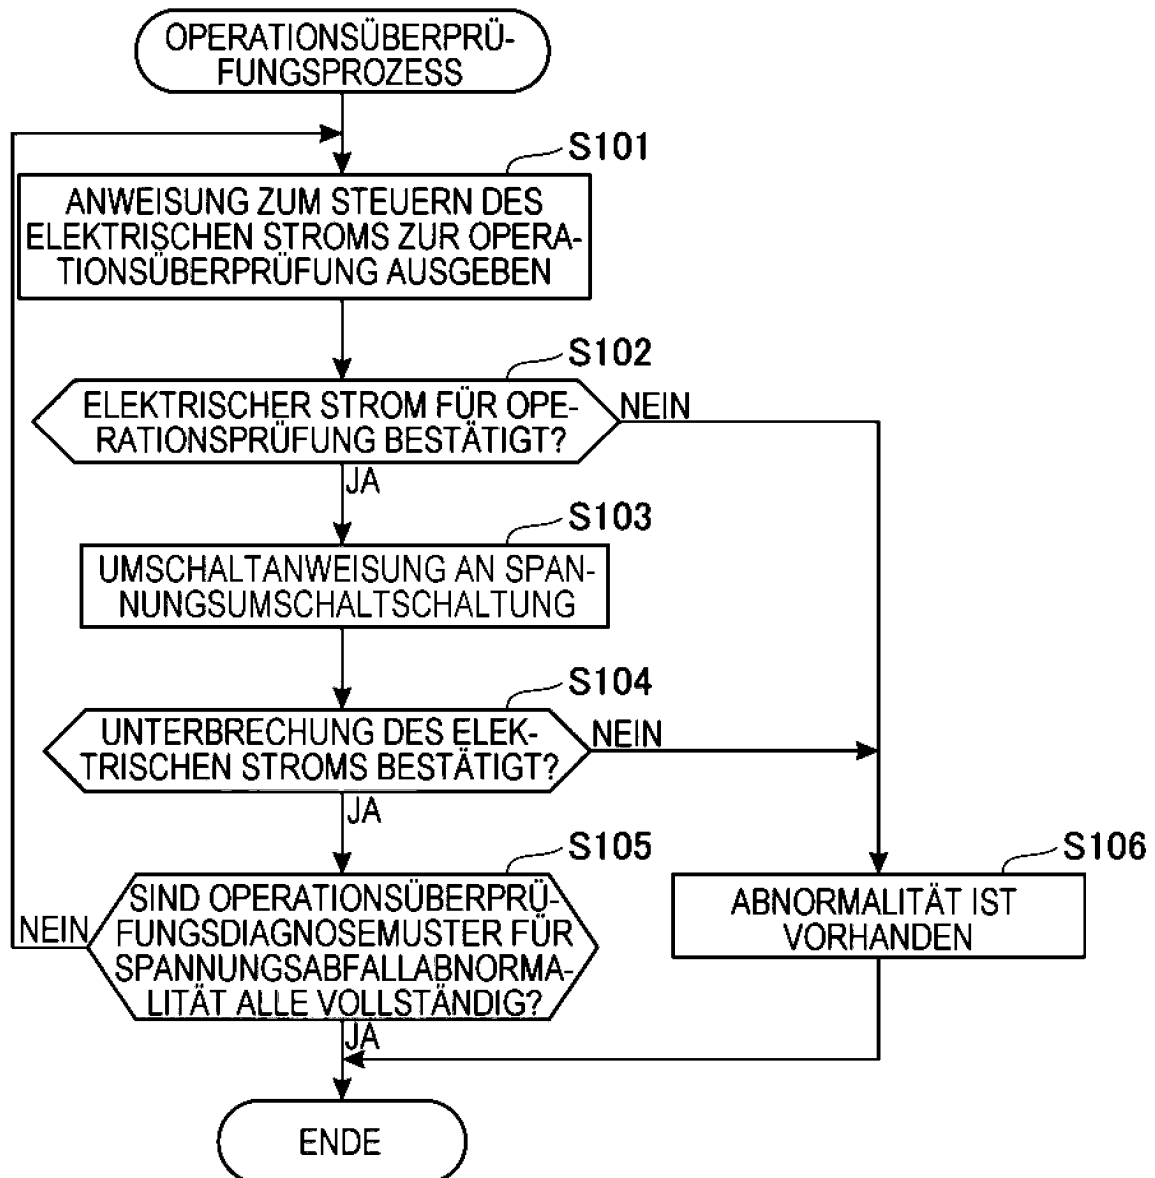 OPERATIONSÜBERPRÜ-
FUNGSPROZESS
S101
ANWEISUNG ZUM STEUERN DES
ELEKTRISCHEN STROMS ZUR OPERA-
TIONSÜBERPRÜFUNG AUSGEBEN
S102
ELEKTRISCHER STROM FÜR OPE-
RATIONSPRÜFUNG BESTÄTIGT?
NEIN
JA
S103
UMSCHALTANWEISUNG AN SPAN-
NUNGSUMSCHALTSCHALTUNG
S104
UNTERBRECHUNG DES ELEK-
TRISCHEN STROMS BESTÄTIGT?
NEIN
JA
S105
SIND OPERATIONSÜBERPRÜ-
FUNGSDIAGNOSEMUSTER FÜR
SPANNUNGSABFALLABNORMA-
LITÄT ALLE VOLLSTÄNDIG?
NEIN
JA
S106
ABNORMALITÄT IST
VORHANDEN
ENDE